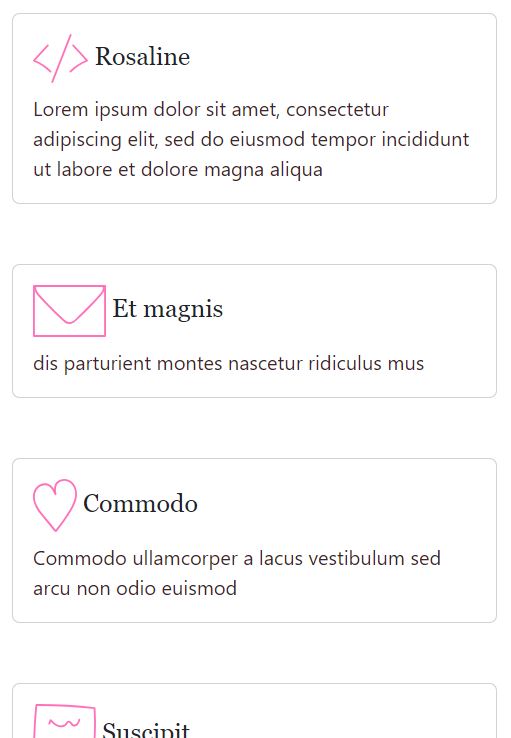 Rosaline
Lorem ipsum dolor sit amet, consectetur
adipiscing elit, sed do eiusmod tempor incididunt
ut labore et dolore magna aliqua
Et magnis
dis parturient montes nascetur ridiculus mus
Commodo
Commodo ullamcorper a lacus vestibulum sed
arcu non odio euismod
Suscipit